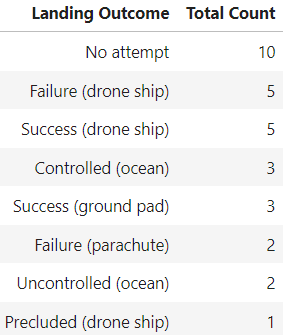 Landing Outcome Total Count
No attempt 10
Failure (drone ship) 5
Success (drone ship) 5
Controlled (ocean) 3
Success (ground pad) 3
Failure (parachute) 2
Uncontrolled (ocean) 2
Precluded (drone ship) 1